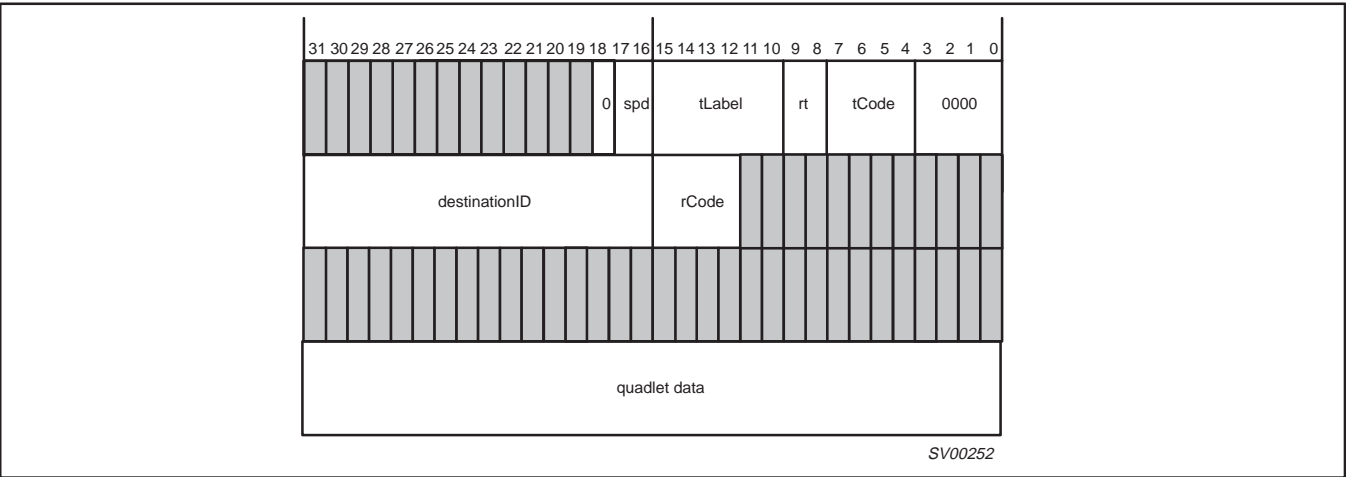 31 30 29 28 27 26 25 24 23 22 21 20 19 18 17 16 15 14 13 12 11 10 9 8 7 6 5 4 3 2 1 0
0 spd tLabel rt tCode 0000
destinationID rCode
quadlet data
SV00252